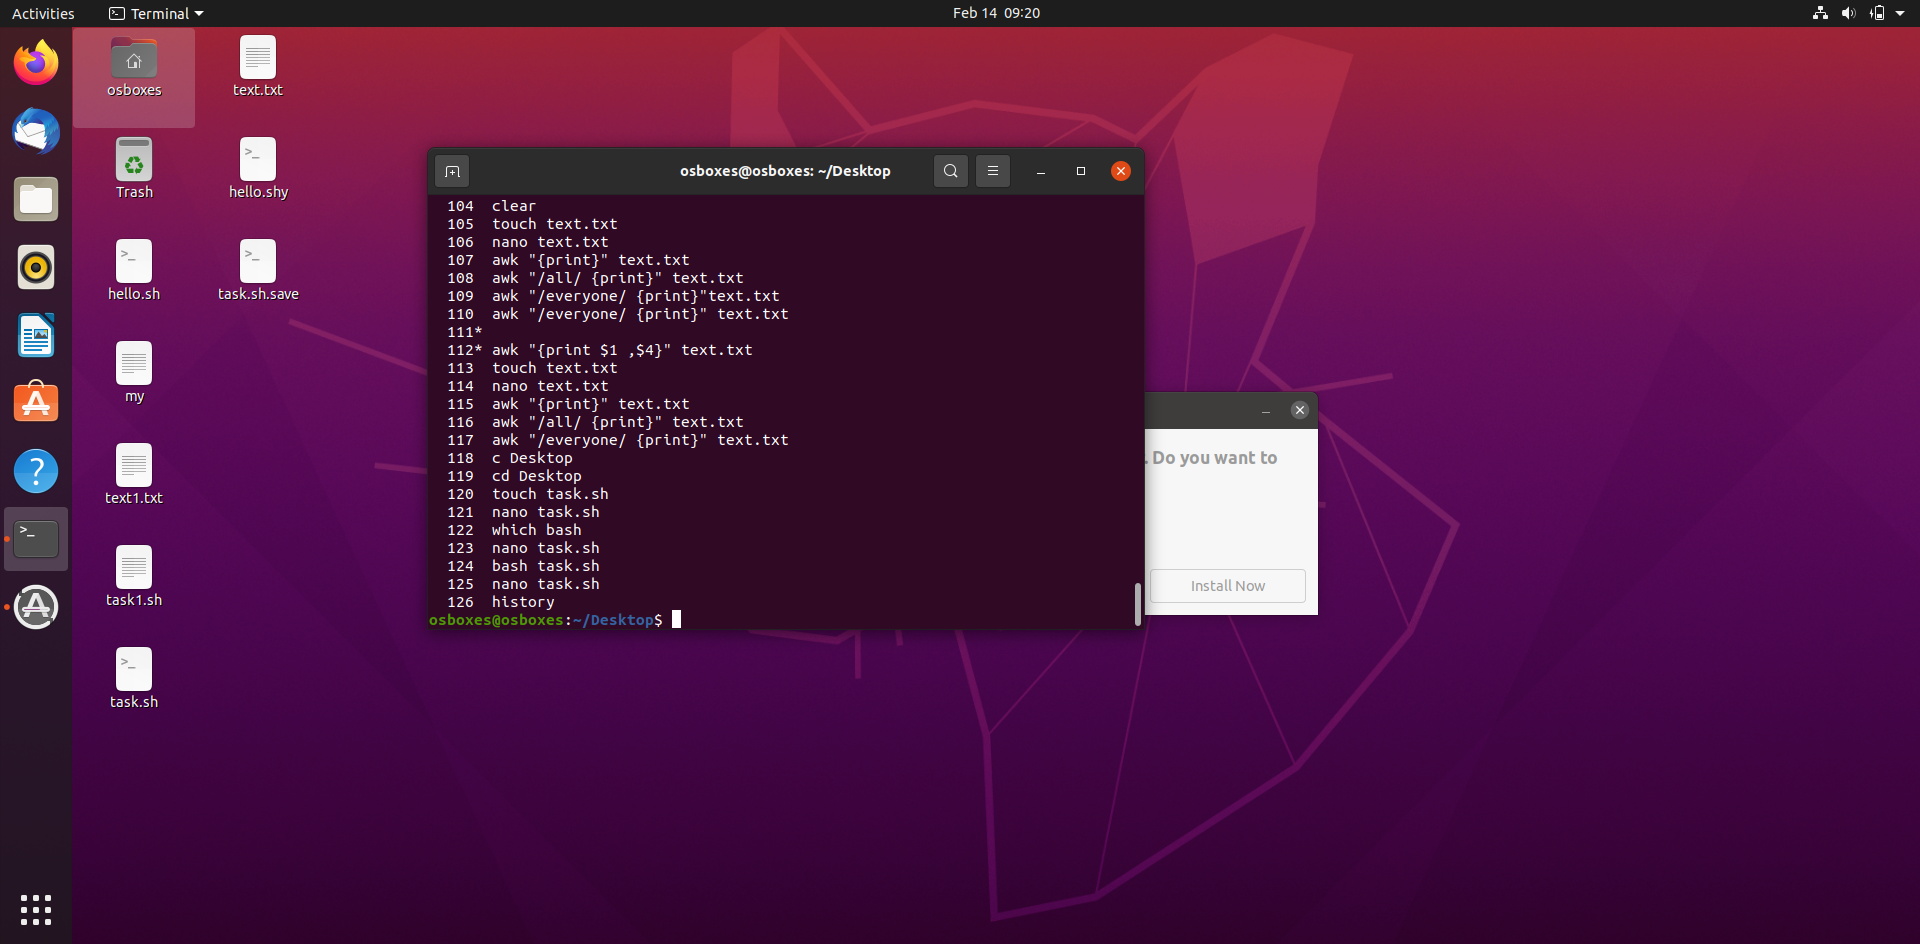 Activities
Terminal
Feb 14 09:20
osboxes
text.txt
Trash
hello.shy
hello.sh
task.sh.save
my
text1.txt
task1.sh
task.sh
osboxes@osboxes: ~/Desktop
104 clear
105 touch text.txt
106 nano text.txt
107 awk "{print}" text.txt
108 awk "/all/ {print}" text.txt
109 awk "/everyone/ {print}"text.txt
110 awk "/everyone/ {print}" text.txt
111*
112* awk "{print $1 ,$4}" text.txt
113 touch text.txt
114 nano text.txt
115 awk "{print}" text.txt
116 awk "/all/ {print}" text.txt
117 awk "/everyone/ {print}" text.txt
118 c Desktop
119 cd Desktop
120 touch task.sh
121 nano task.sh
122 which bash
123 nano task.sh
124 bash task.sh
125 nano task.sh
126 history
osboxes@osboxes:~/Desktop$
. Do you want to
Install Now